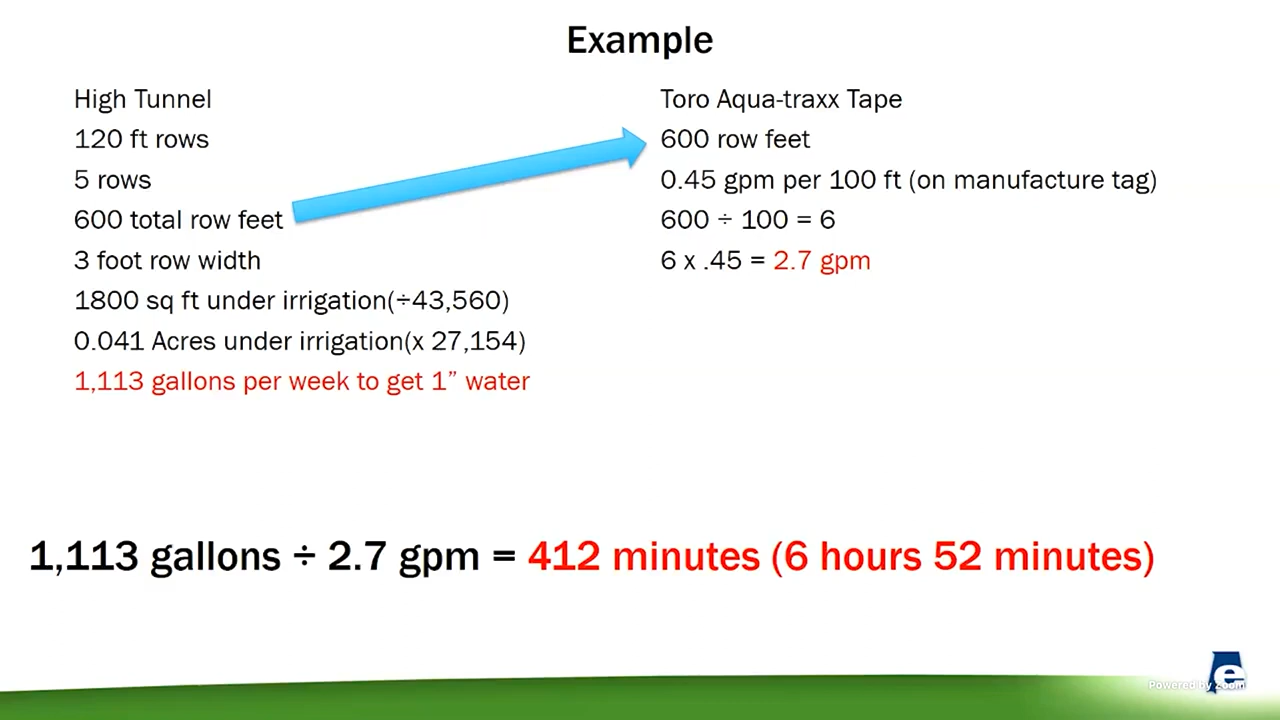 Example
High Tunnel
120 ft rows
5 rows
600 total row feet
3 foot row width
1800 sq ft under irrigation(÷43,560)
0.041 Acres under irrigation(x 27,154)
1,113 gallons per week to get 1” water
Toro Aqua-traxx Tape
600 row feet
0.45 gpm per 100 ft (on manufacture tag)
600 ÷ 100 = 6
6 x .45 = 2.7 gpm
1,113 gallons ÷ 2.7 gpm = 412 minutes (6 hours 52 minutes)
e
Powered by Zoom